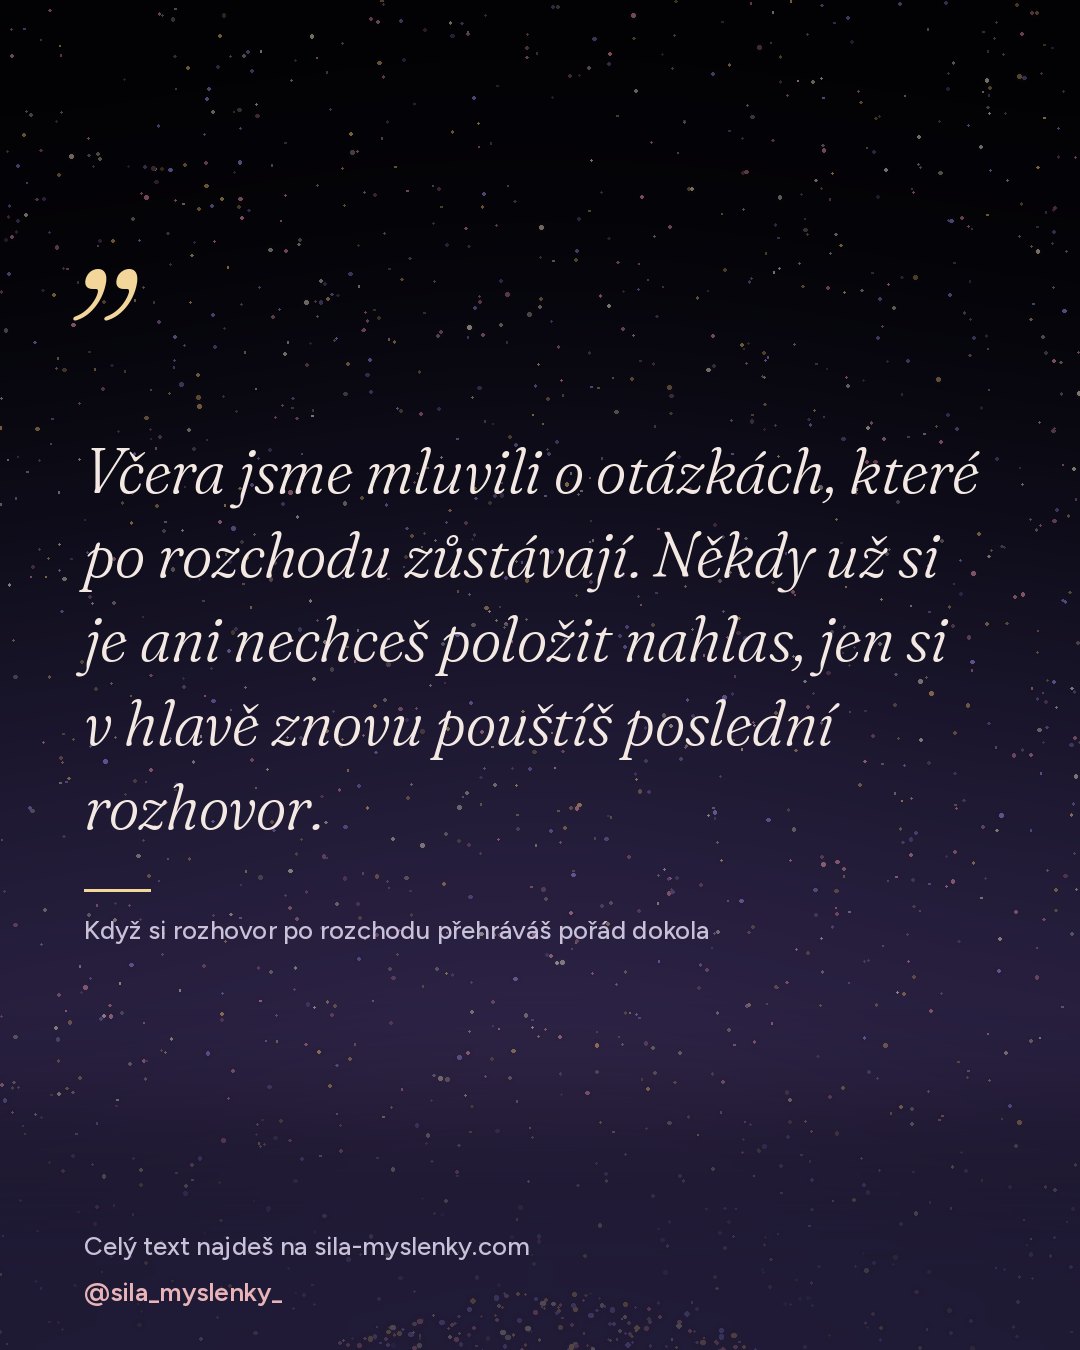 ”
Včera jsme mluvili o otázkách, které
po rozchodu zůstávají. Někdy už si
je ani nechceš položit nahlas, jen si
v hlavě znovu pouštíš poslední
rozhovor.
Když si rozhovor po rozchodu přehráváš pořád dokola
Celý text najdeš na sila-myslenky.com
@sila_myslenky_